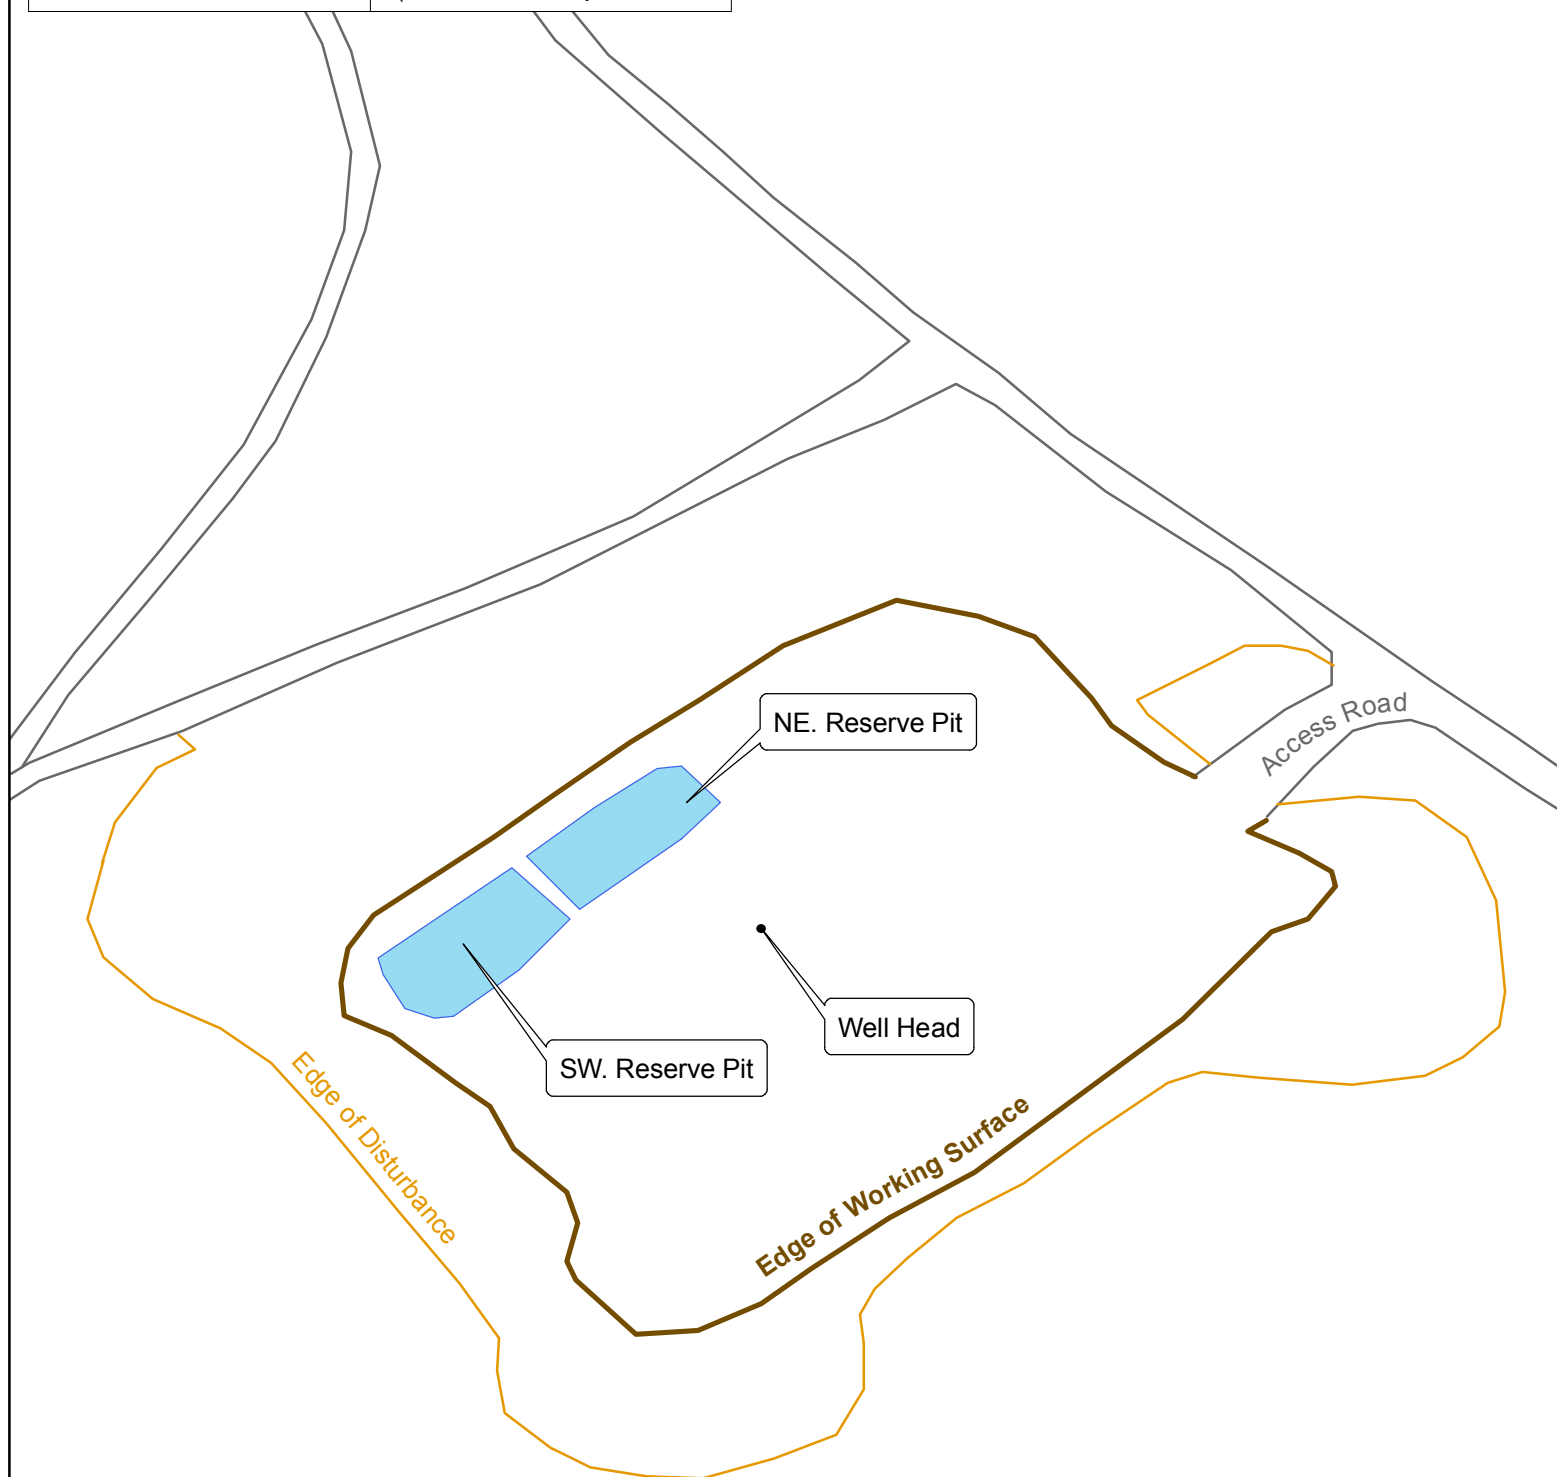 Access Road
NE. Reserve Pit
Well Head
SW. Reserve Pit
Edge of Disturbance
Edge of Working Surface